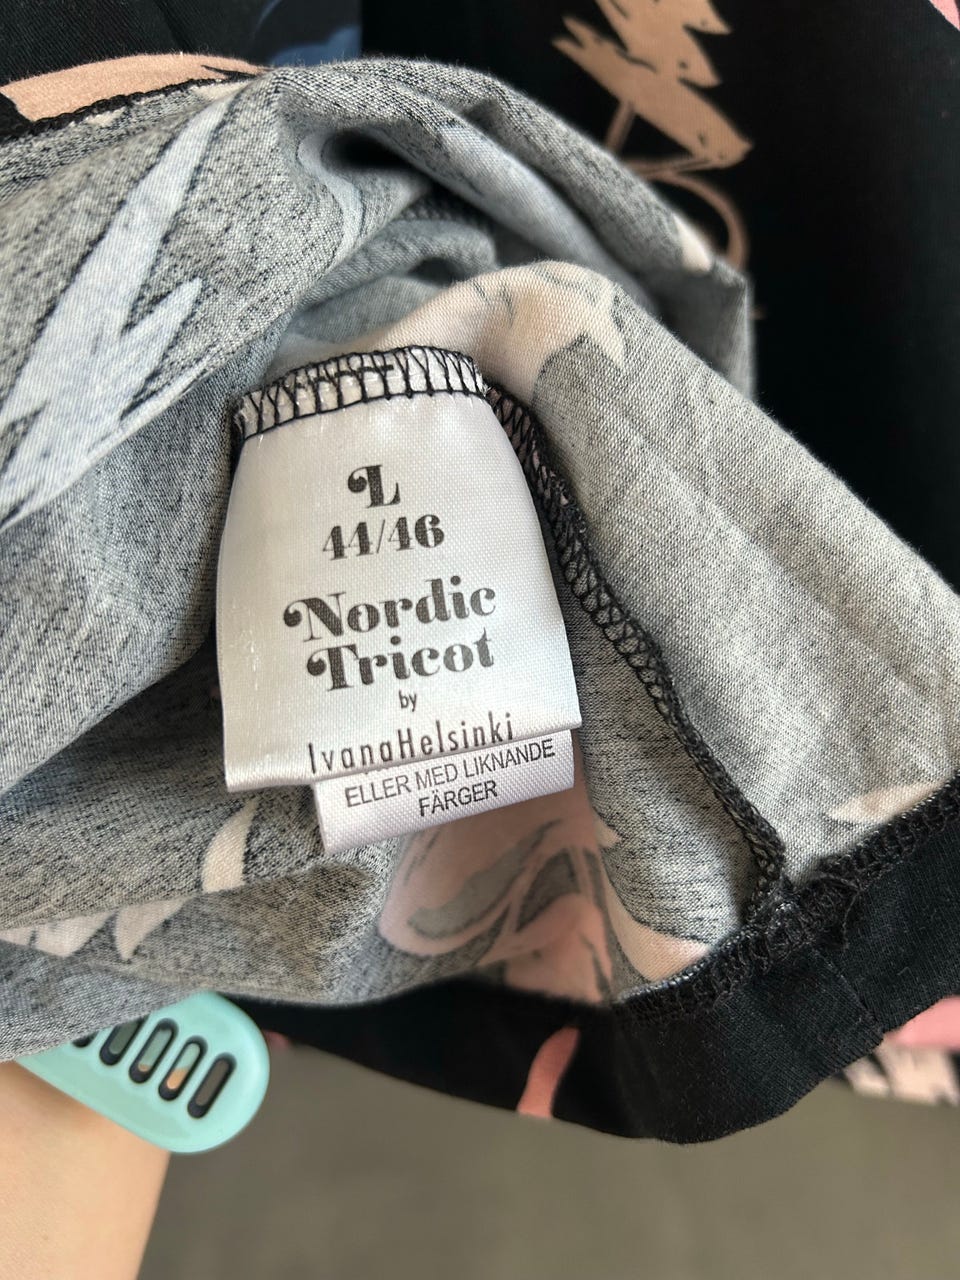 L
44/46
Nordic
Tricot
by
IvanaHelsinki
ELLER MED LIKNANDE
FÄRGER